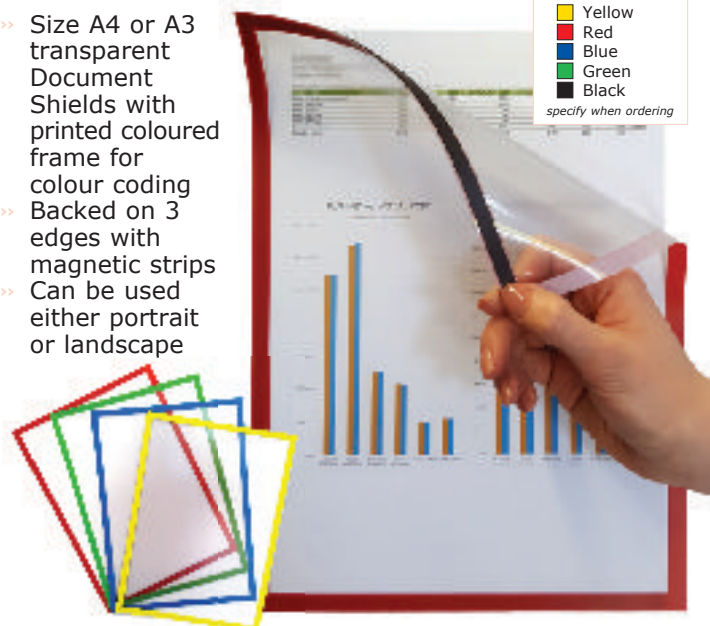 ›› Size A4 or A3
transparent
Document
Shields with
printed coloured
frame for
colour coding
›› Backed on 3
edges with
magnetic strips
›› Can be used
either portrait
or landscape
Yellow
Red
Blue
Green
Black
specify when ordering